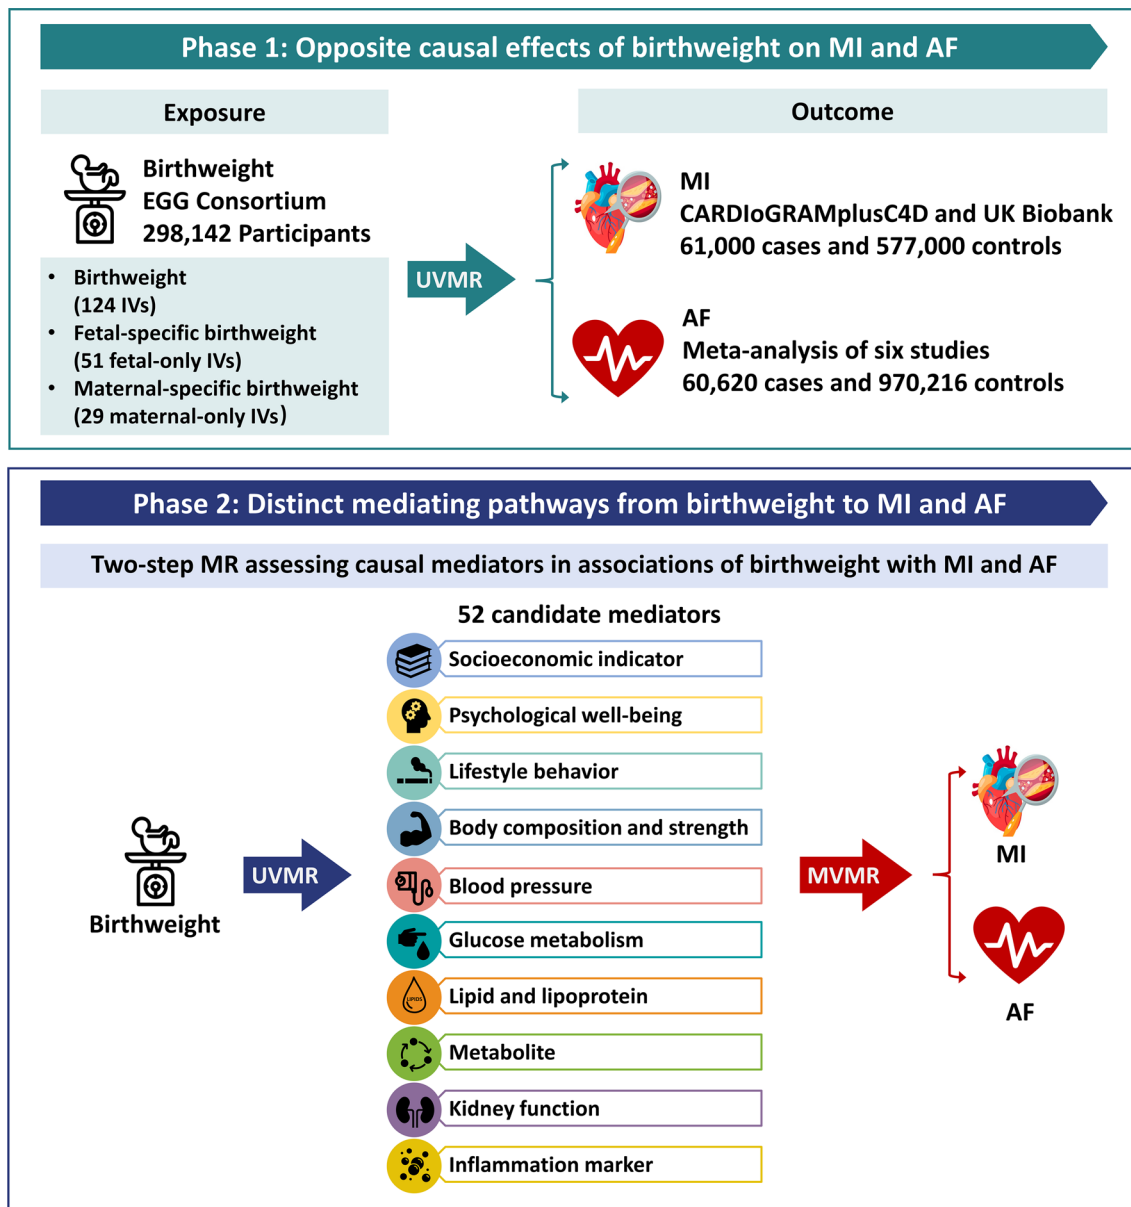 Phase 1: Opposite causal effects of birthweight on MI and AF
Exposure
Birthweight
EGG Consortium
298,142 Participants
• Birthweight
(124 IVs)
• Fetal-specific birthweight
(51 fetal-only IVs)
• Maternal-specific birthweight
(29 maternal-only IVs)
UVMR
Outcome
MI
CARDIoGRAMplusC4D and UK Biobank
61,000 cases and 577,000 controls
AF
Meta-analysis of six studies
60,620 cases and 970,216 controls
Phase 2: Distinct mediating pathways from birthweight to MI and AF
Two-step MR assessing causal mediators in associations of birthweight with MI and AF
Birthweight
UVMR
52 candidate mediators
Socioeconomic indicator
Psychological well-being
Lifestyle behavior
Body composition and strength
Blood pressure
Glucose metabolism
LIPIDS
Lipid and lipoprotein
Metabolite
Kidney function
Inflammation marker
MVMR
MI
AF